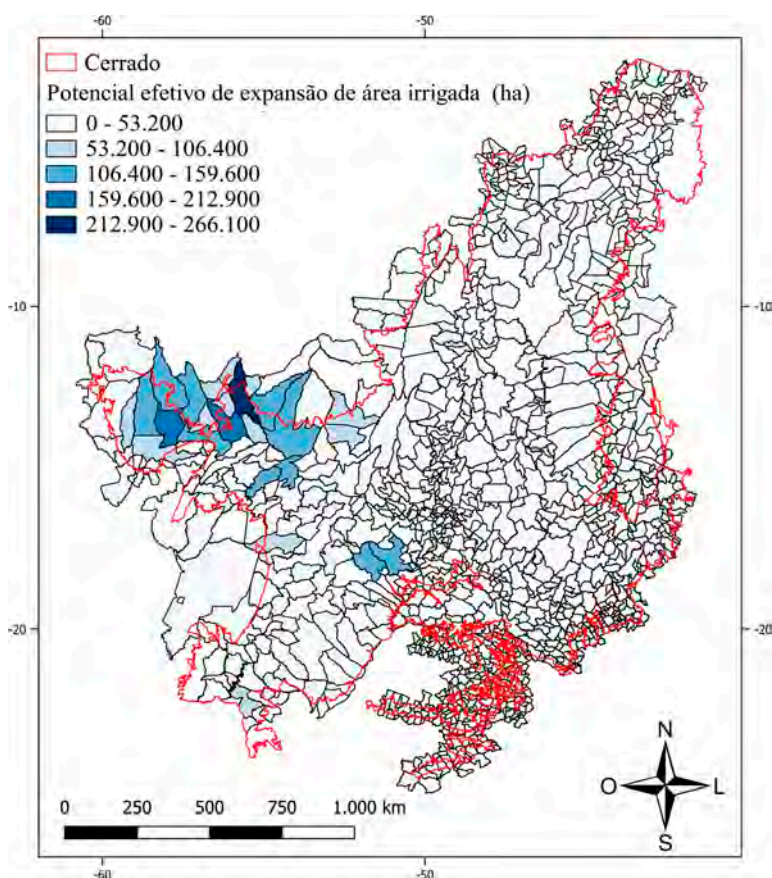 -60 -50
Cerrado
Potencial efetivo de expansão de área irrigada (ha)
0 - 53.200
53.200 - 106.400
106.400 - 159.600
159.600 - 212.900
212.900 - 266.100
-10 -10
-20 -20
N
O L
S
0 250 500 750 1.000 km
-60 -50